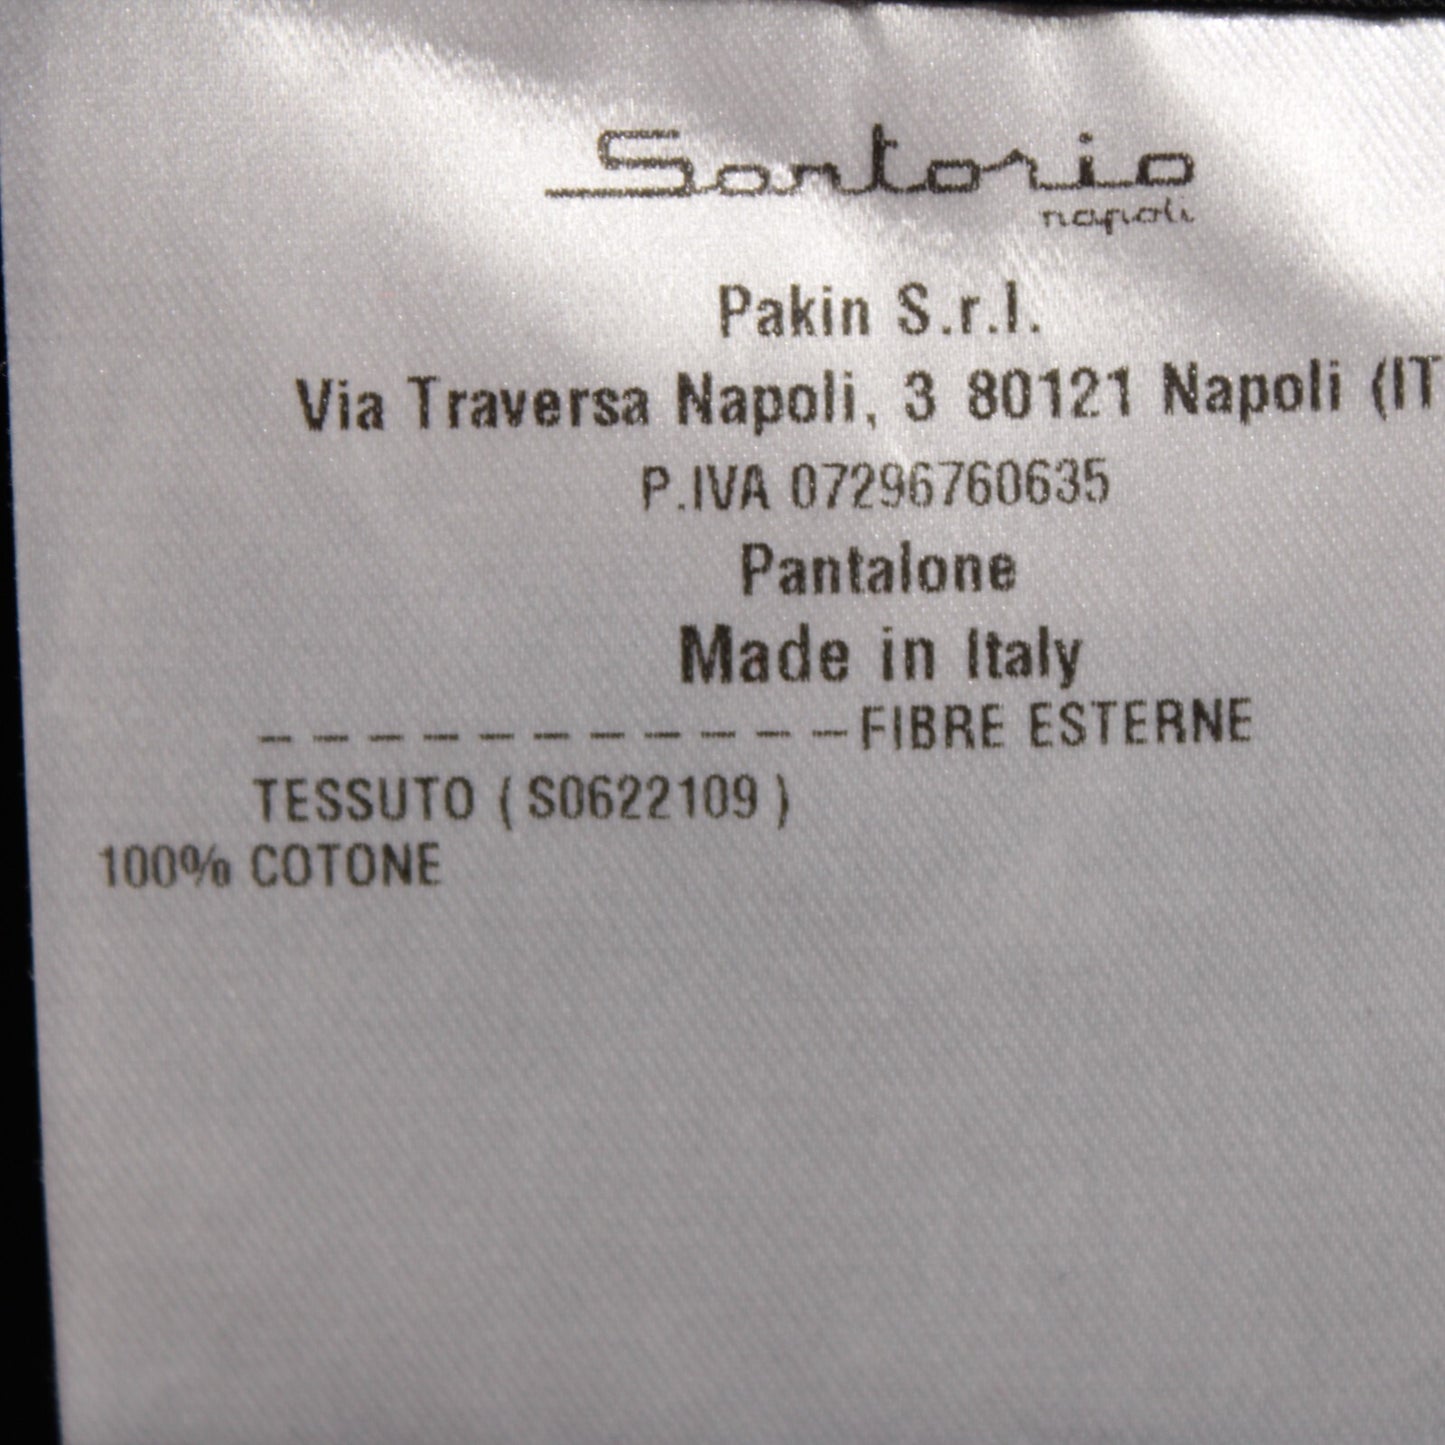 Sartorio
napoli
Pakin S.r.l.
Via Traversa Napoli, 3 80121 Napoli (IT
P.IVA 07296760635
Pantalone
Made in Italy
------------FIBRE ESTERNE
TESSUTO (S0622109)
100% COTONE